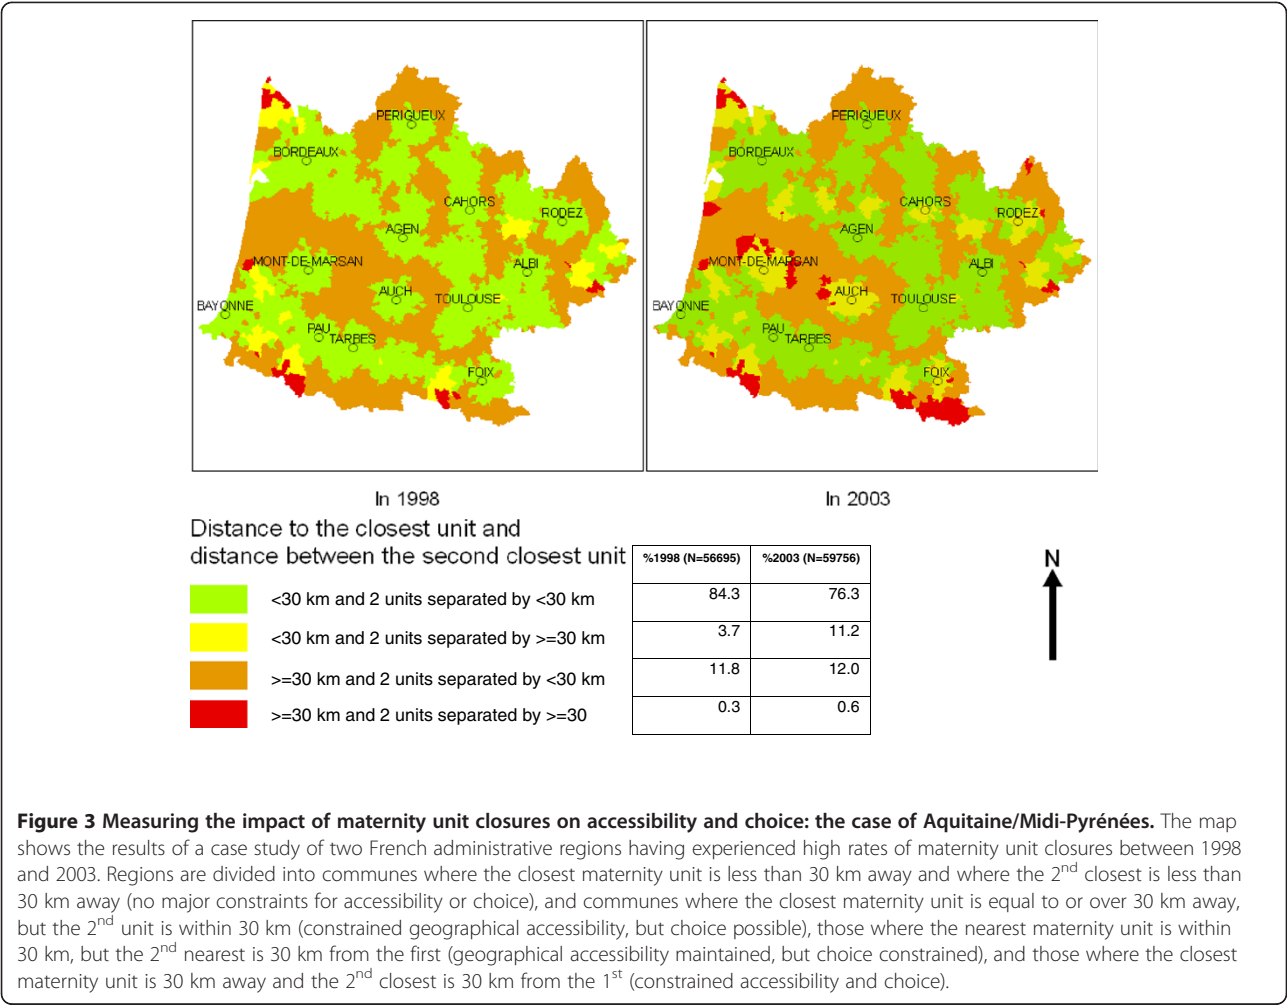 PERIGUEUX
BORDEAUX
CAHORS
RODEZ
AGEN
MONT-DE-MARSAN
ALBI
AUCH
TOULOUSE
BAYONNE
PAU
TARBES
FOIX
PERIGUEUX
BORDEAUX
CAHORS
RODEZ
AGEN
MONT-DE-MARSAN
ALBI
AUCH
TOULOUSE
BAYONNE
PAU
TARBES
FOIX
In 1998
In 2003
Distance to the closest unit and
distance between the second closest unit
%1998 (N=56695) %2003 (N=59756)
<30 km and 2 units separated by <30 km 84.3 76.3
<30 km and 2 units separated by >=30 km 3.7 11.2
>=30 km and 2 units separated by <30 km 11.8 12.0
>=30 km and 2 units separated by >=30 0.3 0.6
N
Figure 3 Measuring the impact of maternity unit closures on accessibility and choice: the case of Aquitaine/Midi-Pyrénées. The map
shows the results of a case study of two French administrative regions having experienced high rates of maternity unit closures between 1998
and 2003. Regions are divided into communes where the closest maternity unit is less than 30 km away and where the 2nd closest is less than
30 km away (no major constraints for accessibility or choice), and communes where the closest maternity unit is equal to or over 30 km away,
but the 2nd unit is within 30 km (constrained geographical accessibility, but choice possible), those where the nearest maternity unit is within
30 km, but the 2nd nearest is 30 km from the first (geographical accessibility maintained, but choice constrained), and those where the closest
maternity unit is 30 km away and the 2nd closest is 30 km from the 1st (constrained accessibility and choice).